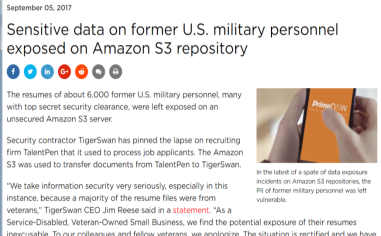 September 05, 2017
Sensitive data on former U.S. military personnel
exposed on Amazon S3 repository
The resumes of about 6,000 former U.S. military personnel, many
with top secret security clearance, were left exposed on an
unsecured Amazon S3 server.
Security contractor TigerSwan has pinned the lapse on recruiting
firm TalentPen that it used to process job applicants. The Amazon
S3 was used to transfer documents from TalentPen to TigerSwan.
"We take information security very seriously, especially in this
instance, because a majority of the resume files were from
veterans," TigerSwan CEO Jim Reese said in a statement. "As a
Service-Disabled, Veteran-Owned Small Business, we find the potential exposure of their resumes
inexcusable. To our colleagues and fellow veterans, we apologize. The situation is rectified and we have
PrimeNow
In the latest of a spate of data exposure
incidents on Amazon S3 repositories, the
PII of former military personnel was left
vulnerable.